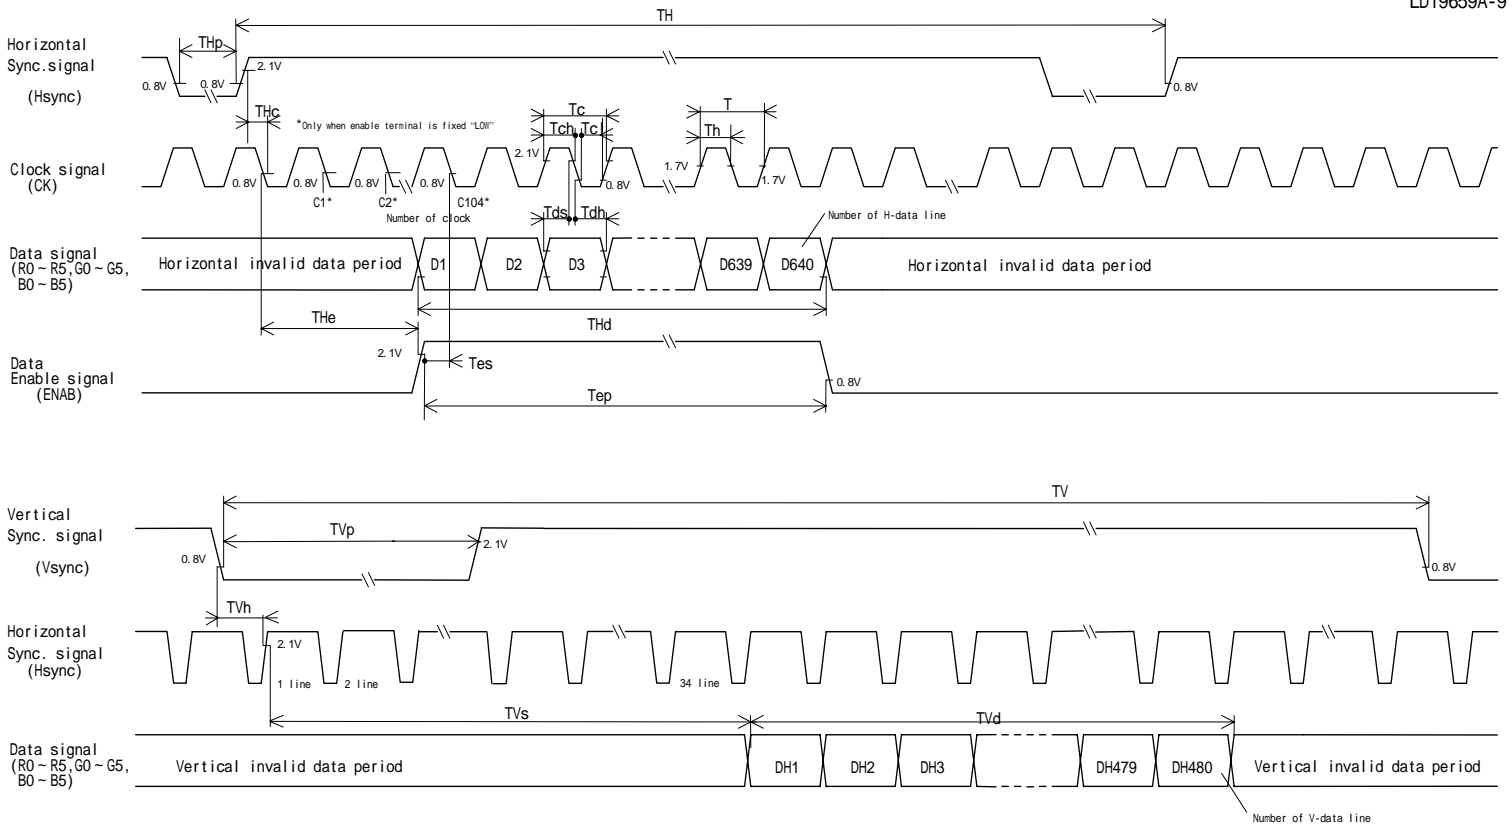 LD19659A-9
TH
Horizontal
Sync.signal
(Hsync)
THp
0.8V
0.8V
2.1V
0.8V
THc
*Only when enable terminal is fixed "LOW"
Tc
Tch
Tcl
T
Th
Clock signal
(CK)
2.1V
1.7V
1.7V
0.8V
0.8V
0.8V
0.8V
0.8V
C1*
C2*
C104*
Number of clock
Tds
Tdh
Number of H-data line
Data signal
(R0~R5,G0~G5,
B0~B5)
Horizontal invalid data period
D1
D2
D3
D639
D640
Horizontal invalid data period
THe
THd
2.1V
Tes
Data
Enable signal
(ENAB)
0.8V
Tep
TV
Vertical
Sync. signal
(Vsync)
TVp
0.8V
2.1V
0.8V
TVh
Horizontal
Sync. signal
(Hsync)
2.1V
1 line
2 line
34 line
TVs
TVd
Data signal
(R0~R5,G0~G5,
B0~B5)
Vertical invalid data period
DH1
DH2
DH3
DH479
DH480
Vertical invalid data period
Number of V-data line